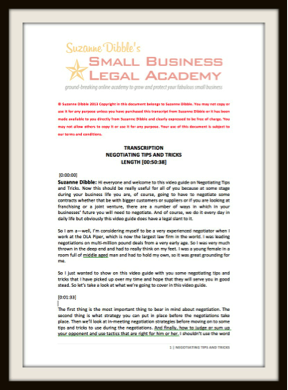 Suzanne Dibble's
SMALL BUSINESS
LEGAL ACADEMY
ground breaking online academy to grow and protect your fabulous small business
© Suzanne Dibble 2013 Copyright in this document belongs to Suzanne Dibble. You may not copy or
use it for any purpose unless you have purchased this transcript from Suzanne Dibble or it has been
made available to you directly from Suzanne Dibble and clearly expressed to be free of charge. You
may not allow others to copy it or use it for any purpose. Your use of this document is subject to
our terms and conditions.
TRANSCRIPTION
NEGOTIATING TIPS AND TRICKS
LENGTH [00:50:38]
[0:00:00]
Suzanne Dibble: Hi everyone and welcome to this video guide on Negotiating
Tips and Tricks. Now this should be really useful for all of you because at some stage
during your business life you are, of course, going to have to negotiate some
contracts whether that be with bigger customers or suppliers or if you are looking at
franchising or a joint venture, there are a number of ways in which in your
businesses' future you will need to negotiate. And of course, we do it every day in
daily life but obviously this video guide does have a legal slant to it.
So I am a—well, I'm considered to be a very experienced negotiator when I
work at the DLA Piper, which is now the largest law firm in the world. I was leading
negotiations on multi-million pound deals from a very early age. So I was very much
thrown in the deep end and had to really think on my feet. I was a young female in a
room full of middle aged man and had to hold my own, so it was great grounding for
me.
So I just wanted to show on this video guide with you some negotiating tips and
tricks that I have picked up over my time and hope that they will serve you in good
stead. So let's take a look at what we're going to cover in this video guide.
[0:01:33]
The first thing is the most important thing to bear in mind about negotiation. The
second thing is what strategy you can put in place before the negotiations take
place. Then we'll look at in-meeting negotiation strategies before moving on to some
tips and tricks to use during the negotiations. And finally, how to judge or sum up
your opponent and use tactics that are right for him or her. I shouldn't use the word
1 | NEGOTIATING TIPS AND TRICKS